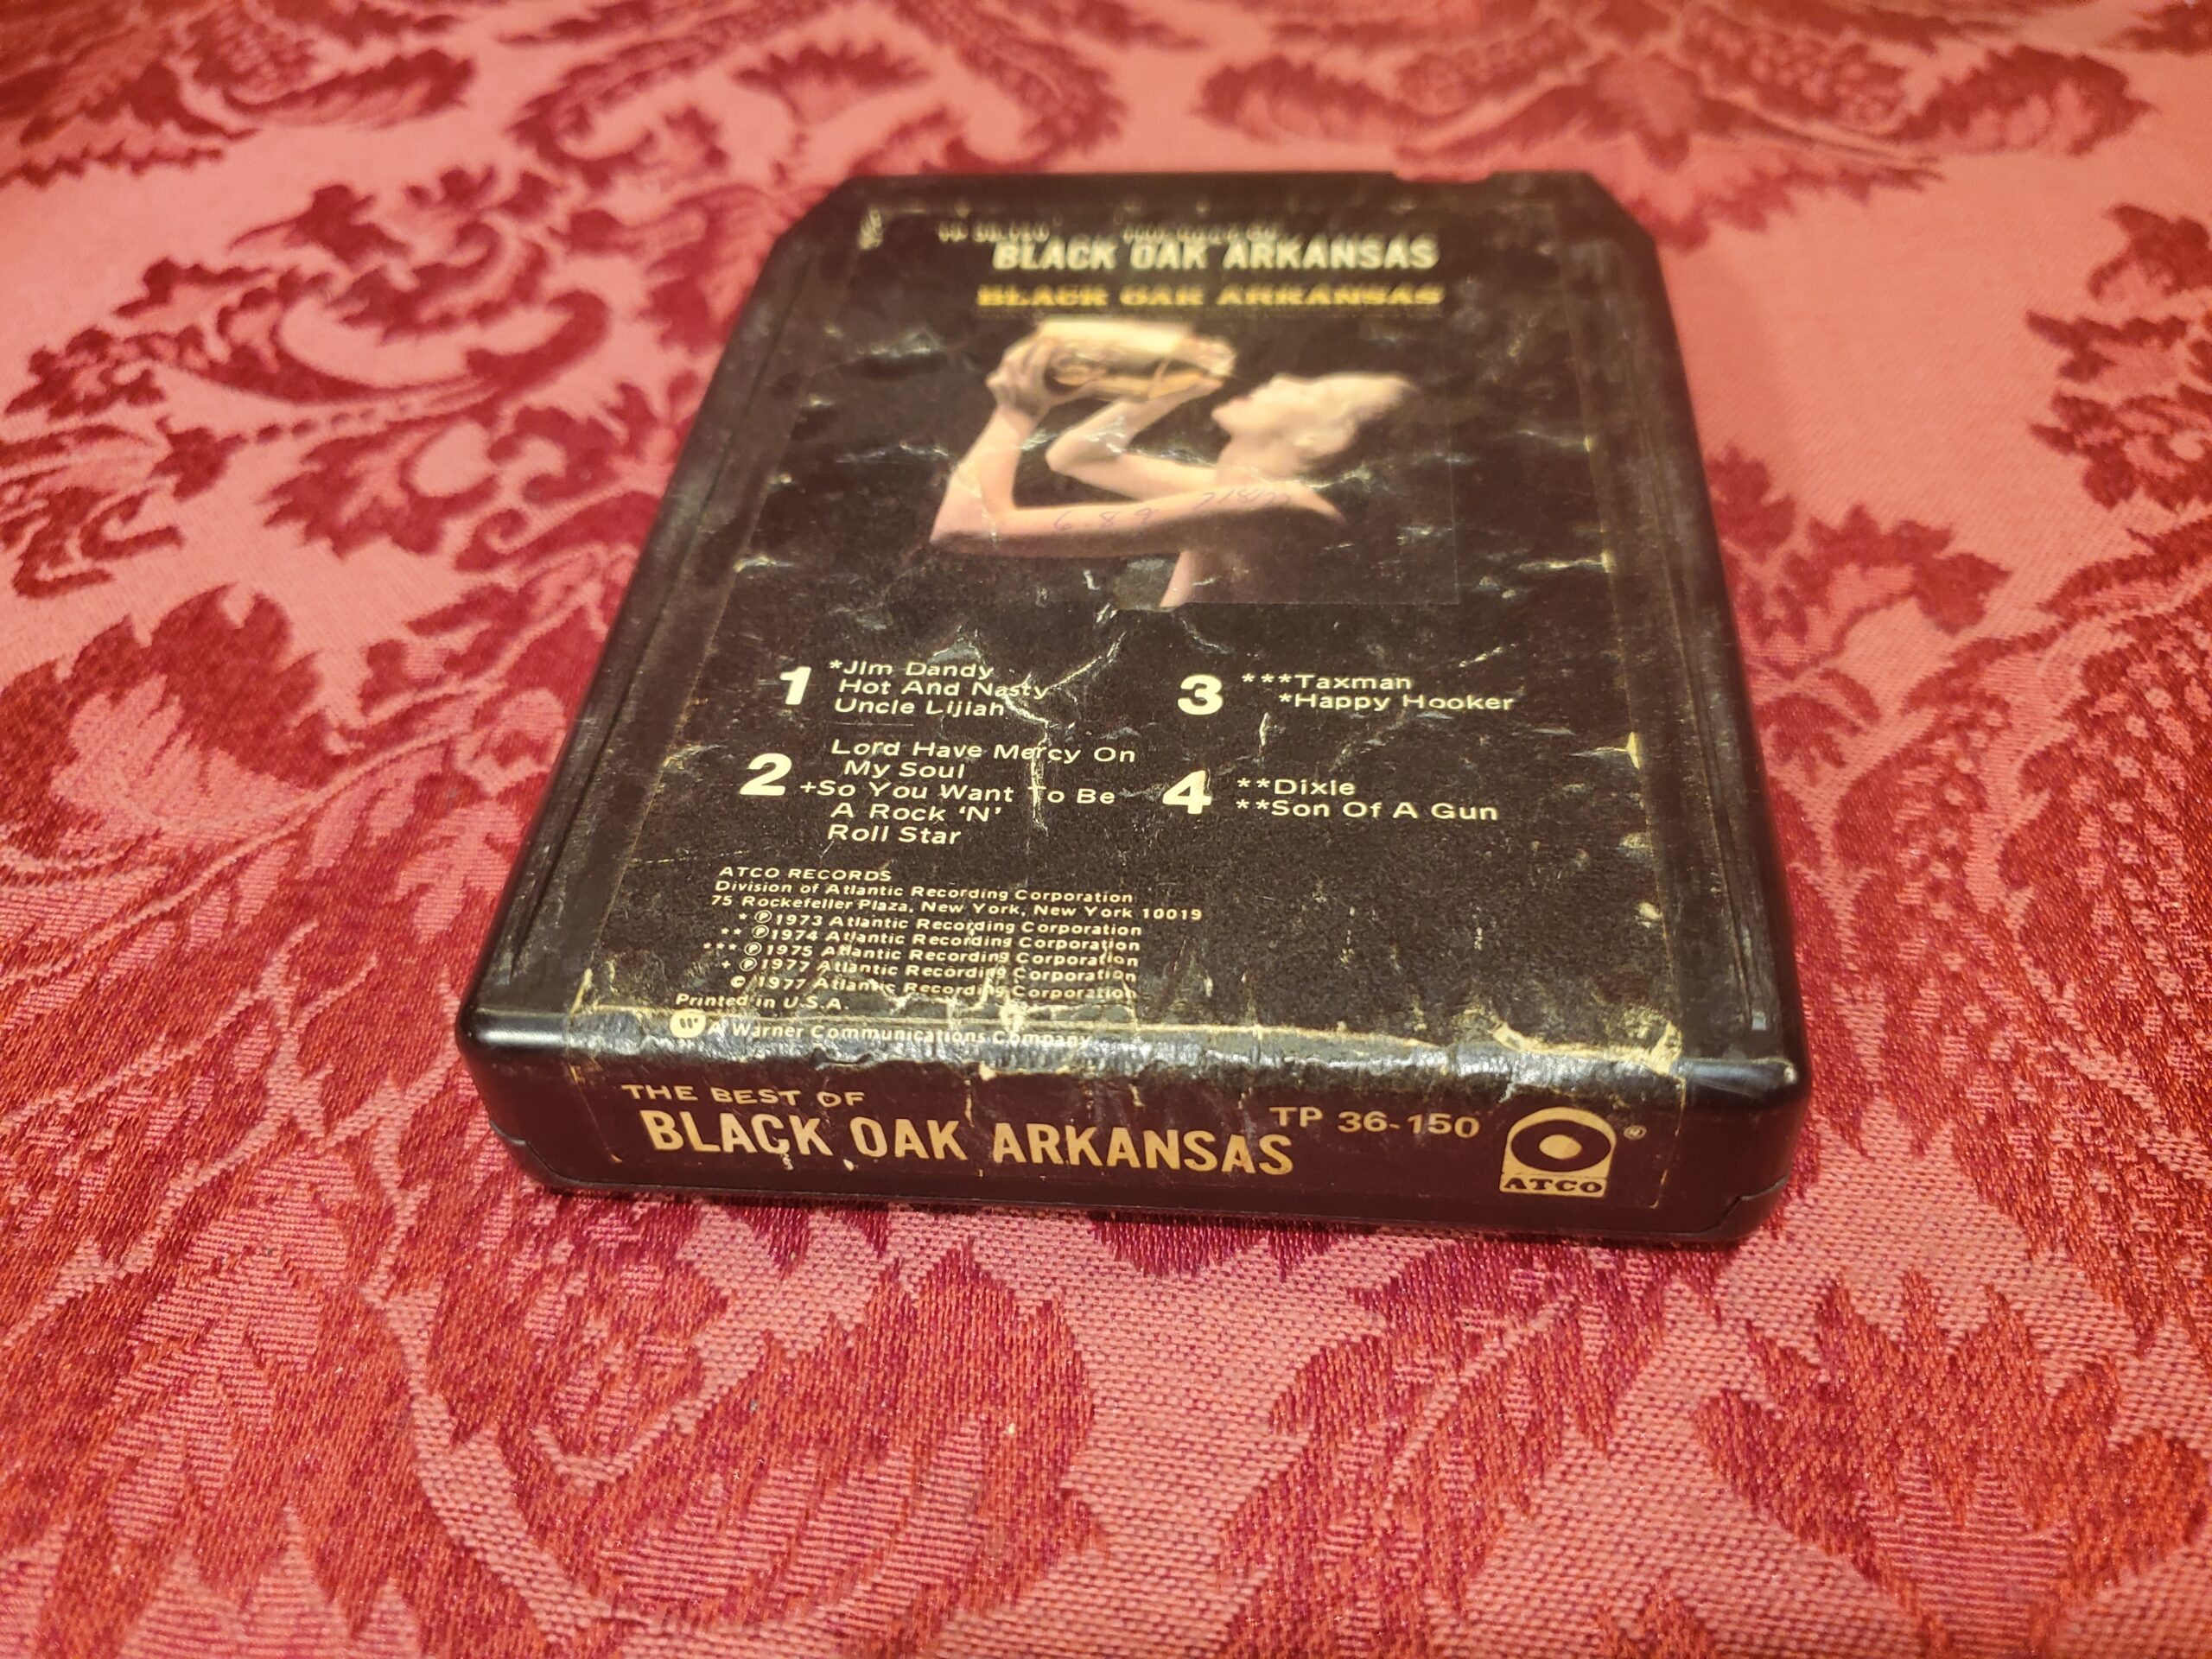 BLACK OAK ARKANSAS
BLACK OAK ARKANSAS
1 *Jim Dandy
Hot And Nasty
Uncle Lijiah
2 Lord Have Mercy On
My Soul
+So You Want To Be
A Rock 'N'
Roll Star
3 ***Taxman
*Happy Hooker
4 **Dixie
**Son Of A Gun
ATCO RECORDS
Division of Atlantic Recording Corporation
75 Rockefeller Plaza, New York, New York 10019
* ℗ 1973 Atlantic Recording Corporation
** ℗ 1974 Atlantic Recording Corporation
*** ℗ 1975 Atlantic Recording Corporation
+ ℗ 1977 Atlantic Recording Corporation
© 1977 Atlantic Recording Corporation
Printed in U.S.A.
W A Warner Communications Company
THE BEST OF
BLACK OAK ARKANSAS
TP 36-150
ATCO ®